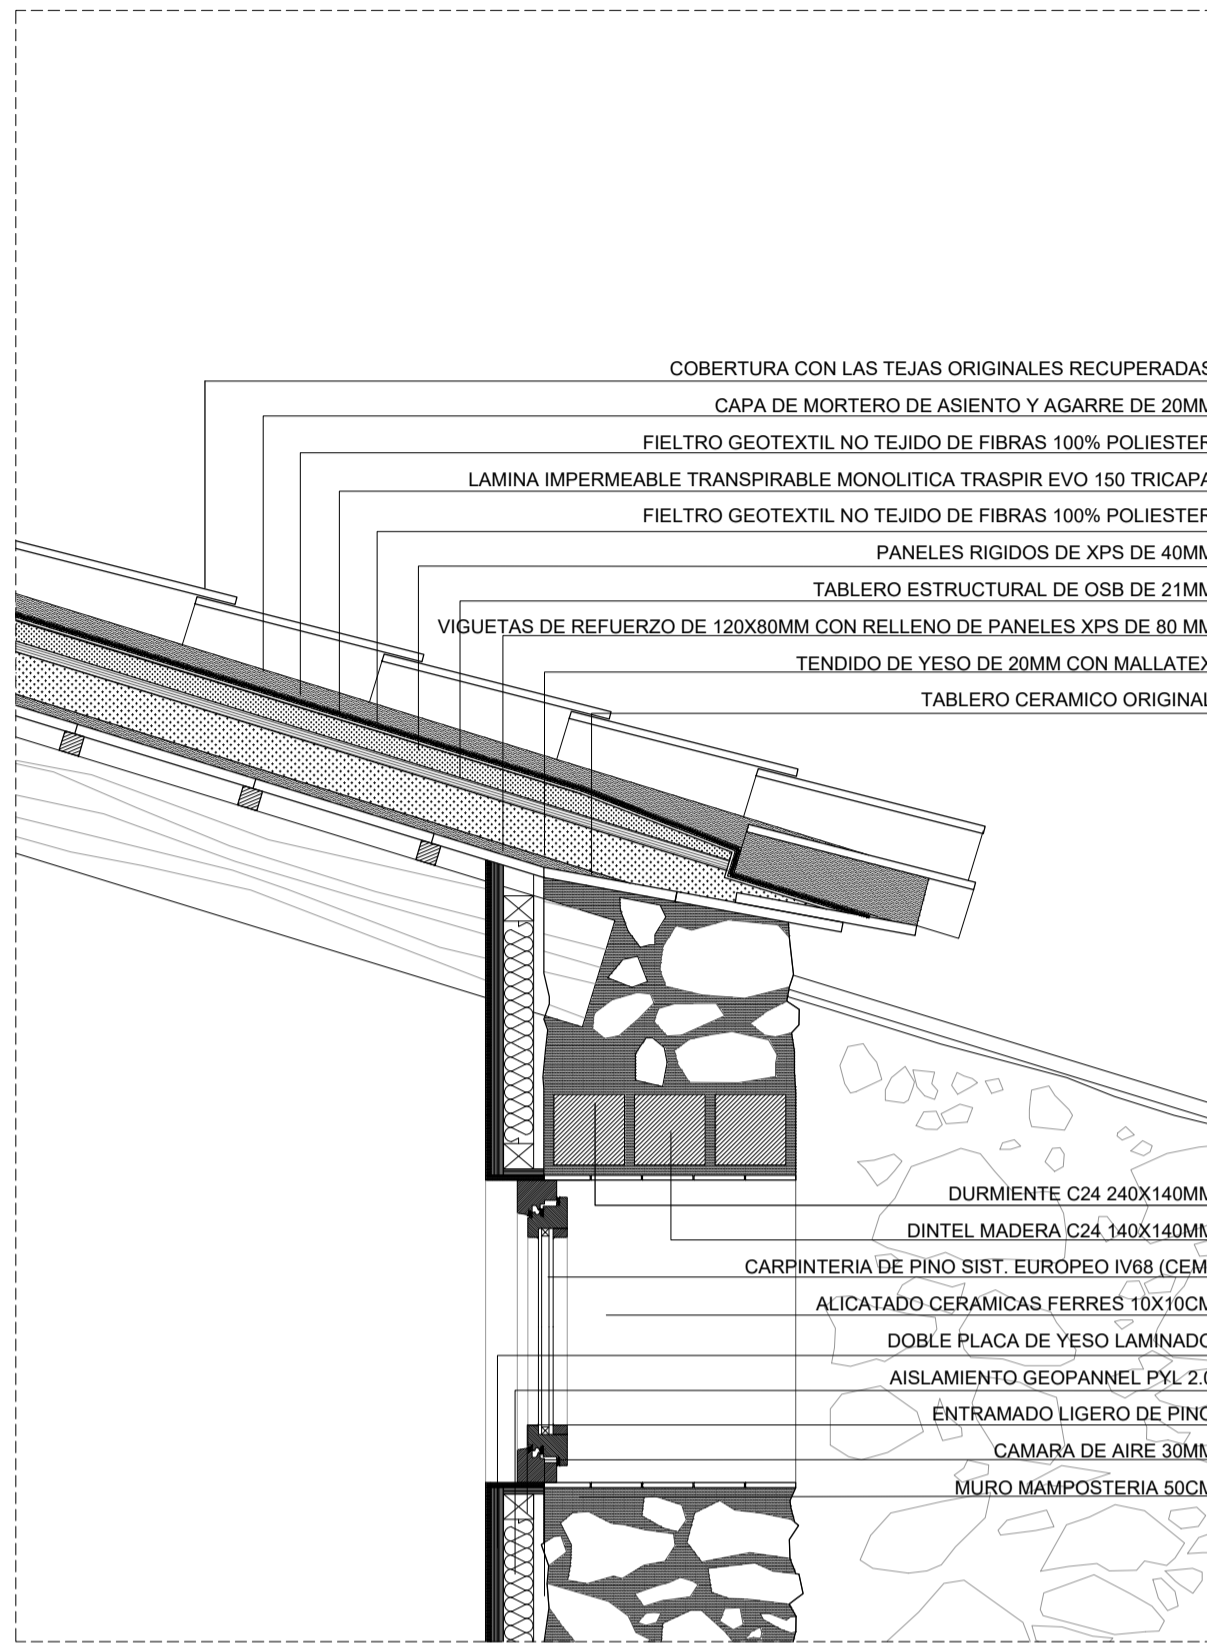 COBERTURA CON LAS TEJAS ORIGINALES RECUPERADAS
CAPA DE MORTERO DE ASIENTO Y AGARRE DE 20MM
FIELTRO GEOTEXTIL NO TEJIDO DE FIBRAS 100% POLIESTER
LAMINA IMPERMEABLE TRANSPIRABLE MONOLITICA TRASPIR EVO 150 TRICAPA
FIELTRO GEOTEXTIL NO TEJIDO DE FIBRAS 100% POLIESTER
PANELES RIGIDOS DE XPS DE 40MM
TABLERO ESTRUCTURAL DE OSB DE 21MM
VIGUETAS DE REFUERZO DE 120X80MM CON RELLENO DE PANELES XPS DE 80 MM
TENDIDO DE YESO DE 20MM CON MALLATEX
TABLERO CERAMICO ORIGINAL
DURMIENTE C24 240X140MM
DINTEL MADERA C24 140X140MM
CARPINTERIA DE PINO SIST. EUROPEO IV68 (CEM
ALICATADO CERAMICAS FERRES 10X10CM
DOBLE PLACA DE YESO LAMINADO
AISLAMIENTO GEOPANNEL PYL 2.0
ENTRAMADO LIGERO DE PINO
CAMARA DE AIRE 30MM
MURO MAMPOSTERIA 50CM